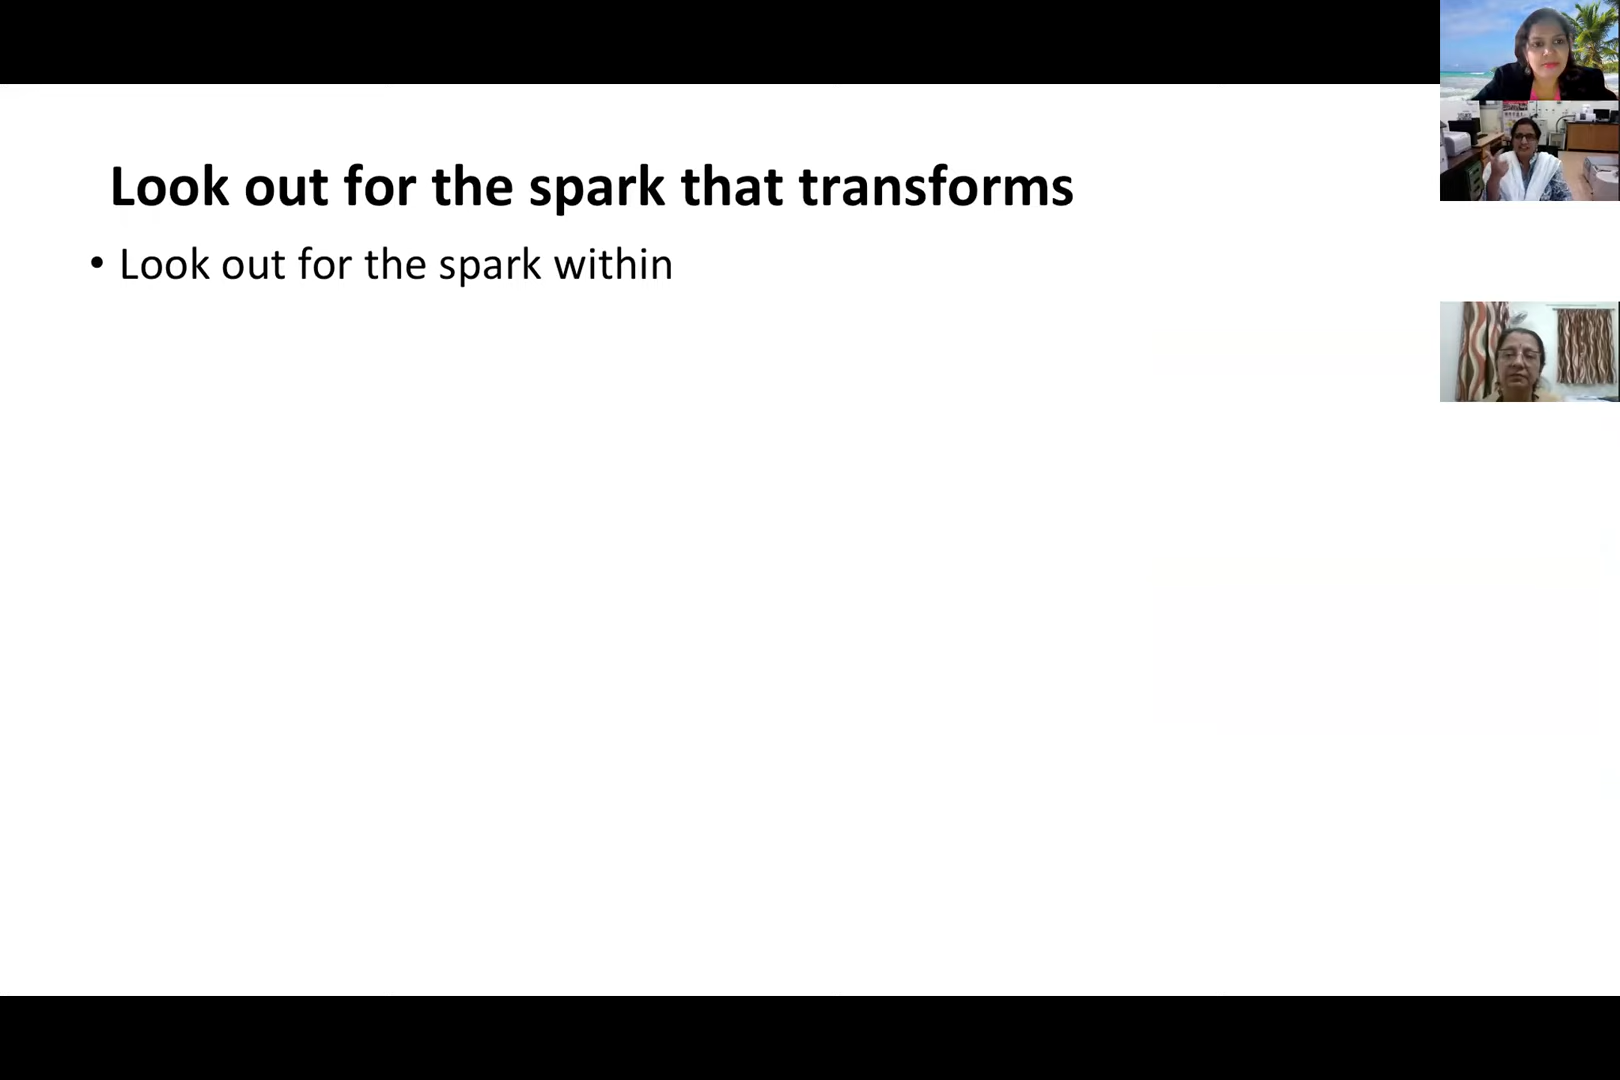 Look out for the spark that transforms
• Look out for the spark within